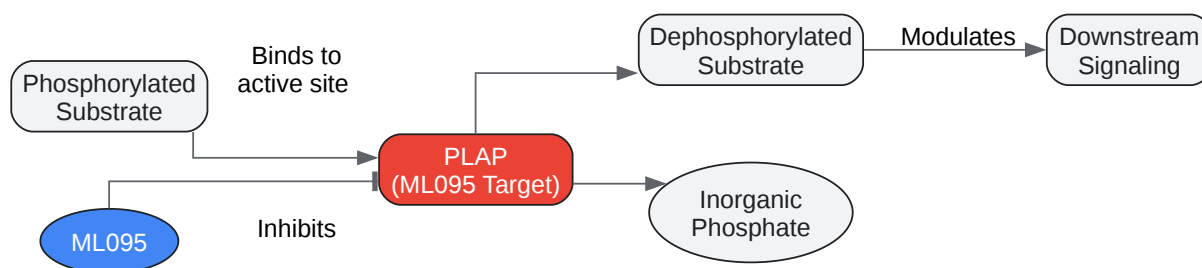 Phosphorylated
Substrate
Binds to
active site
Dephosphorylated
Substrate
Modulates
Downstream
Signaling
PLAP
(ML095 Target)
ML095
Inhibits
Inorganic
Phosphate